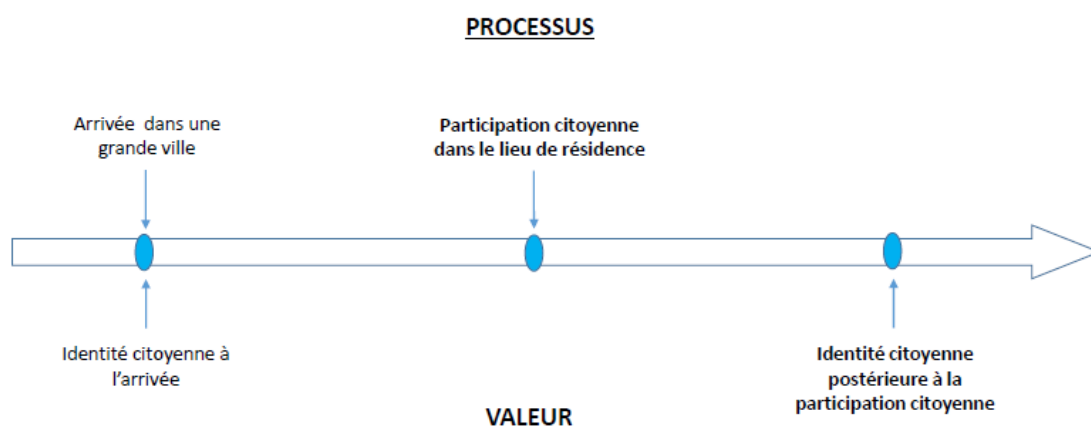 PROCESSUS
Arrivée dans une
grande ville
Participation citoyenne
dans le lieu de résidence
Identité citoyenne à
l'arrivée
Identité citoyenne
postérieure à la
participation citoyenne
VALEUR